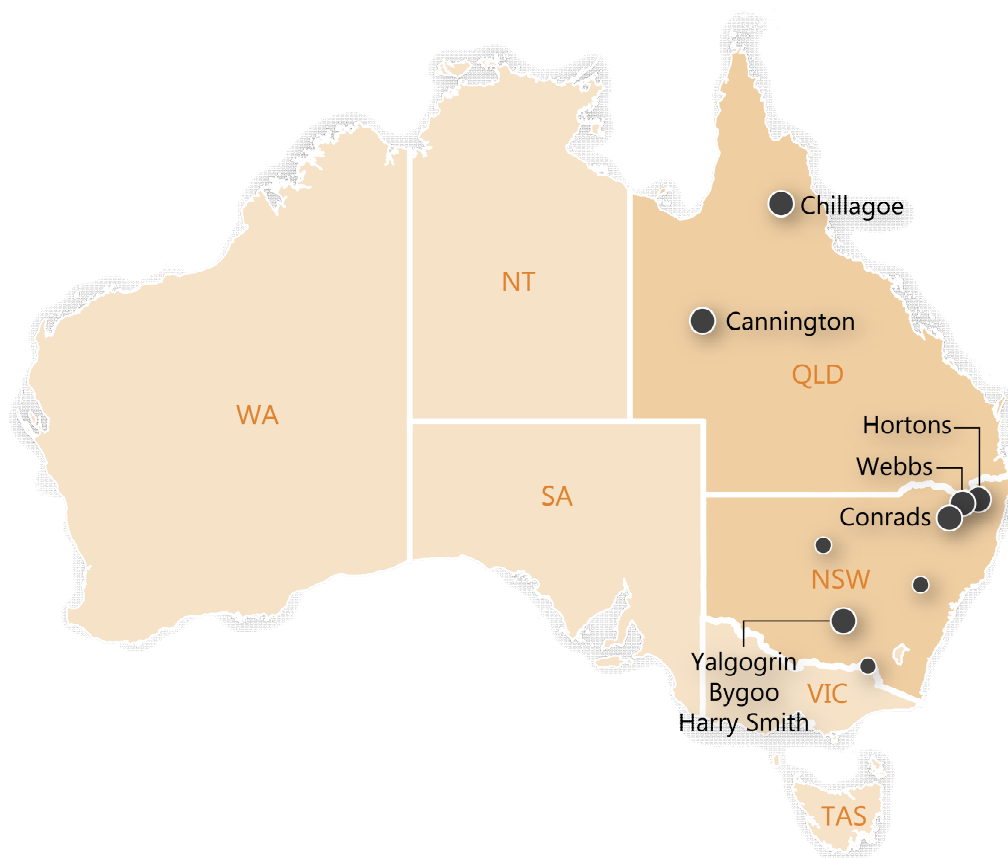 Chillagoe
NT
Cannington
QLD
WA
Hortons
Webbs
SA
Conrads
NSW
Yalgogrin
Bygoo
Harry Smith
VIC
TAS